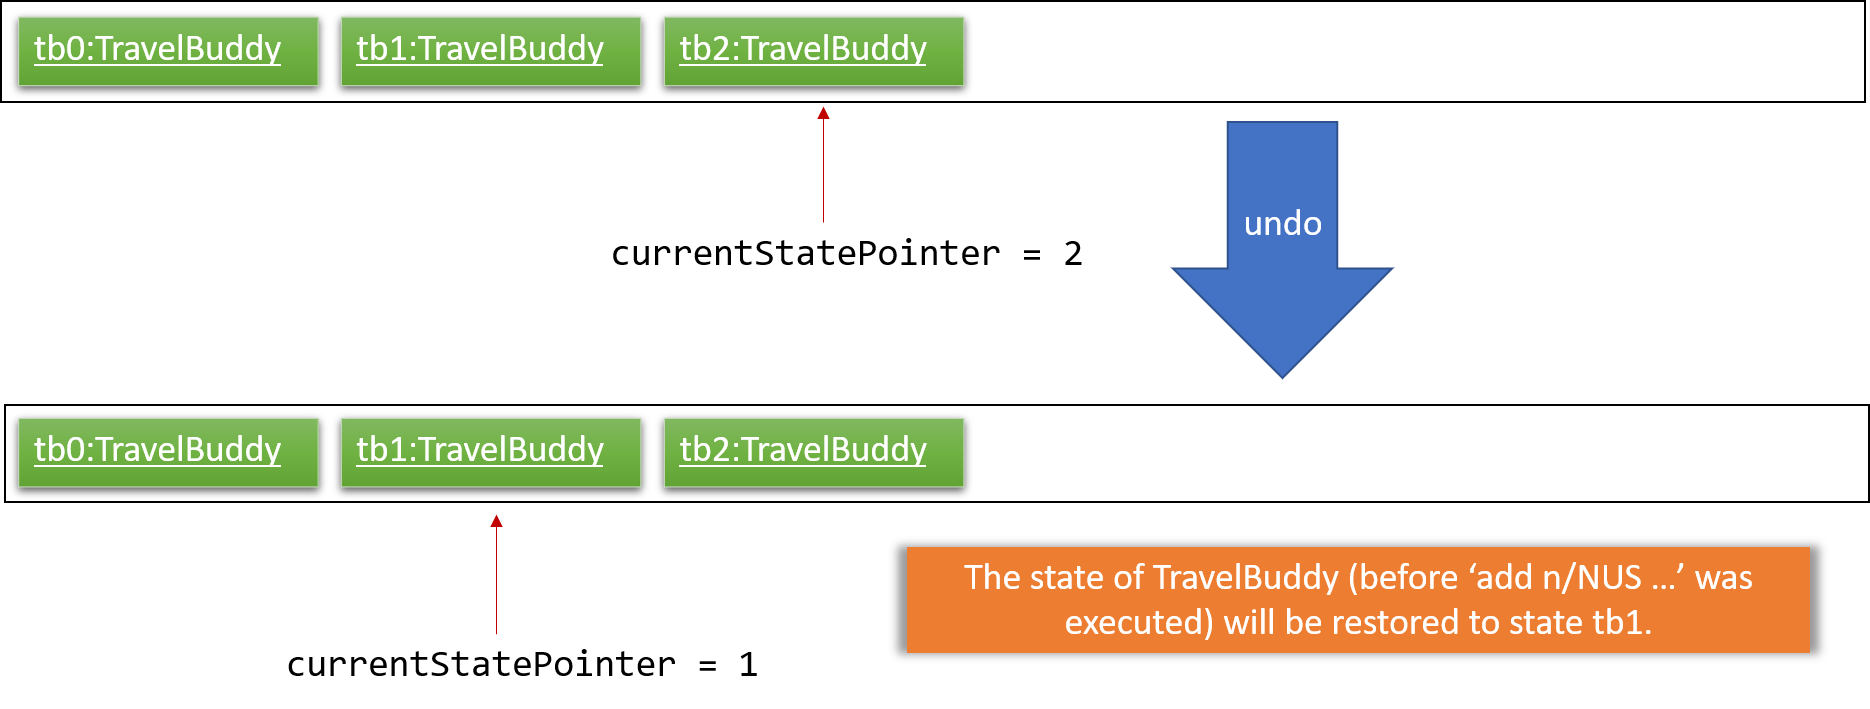 tb0:TravelBuddy tb1:TravelBuddy tb2:TravelBuddy
undo
currentStatePointer = 2
tb0:TravelBuddy tb1:TravelBuddy tb2:TravelBuddy
The state of TravelBuddy (before ‘add n/NUS …’ was
executed) will be restored to state tb1.
currentStatePointer = 1